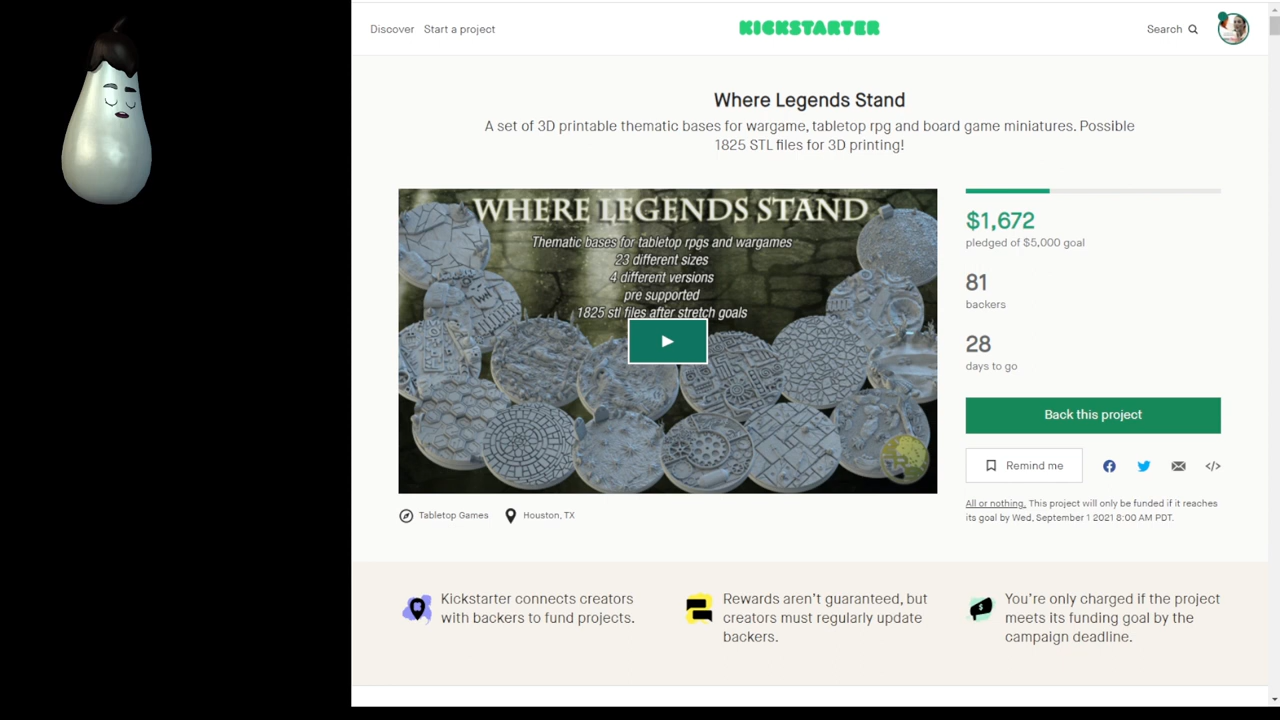 Discover Start a project
KICKSTARTER
Search
Where Legends Stand
A set of 3D printable thematic bases for wargame, tabletop rpg and board game miniatures. Possible
1825 STL files for 3D printing!
WHERE LEGENDS STAND
Thematic bases for tabletop rpgs and wargames
23 different sizes
4 different versions
pre supported
1825 stl files after stretch goals
$1,672
pledged of $5,000 goal
81
backers
28
days to go
Back this project
Remind me
All or nothing. This project will only be funded if it reaches
its goal by Wed, September 1 2021 8:00 AM PDT.
Tabletop Games Houston, TX
Kickstarter connects creators
with backers to fund projects.
Rewards aren't guaranteed, but
creators must regularly update
backers.
You're only charged if the project
meets its funding goal by the
campaign deadline.